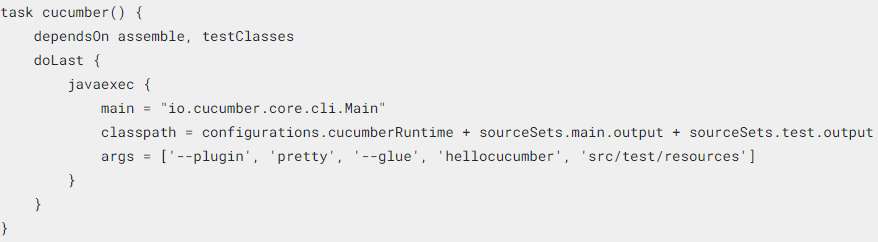 task cucumber() {
    dependsOn assemble, testClasses
    doLast {
        javaexec {
            main = "io.cucumber.core.cli.Main"
            classpath = configurations.cucumberRuntime + sourceSets.main.output + sourceSets.test.output
            args = ['--plugin', 'pretty', '--glue', 'hellocucumber', 'src/test/resources']
        }
    }
}